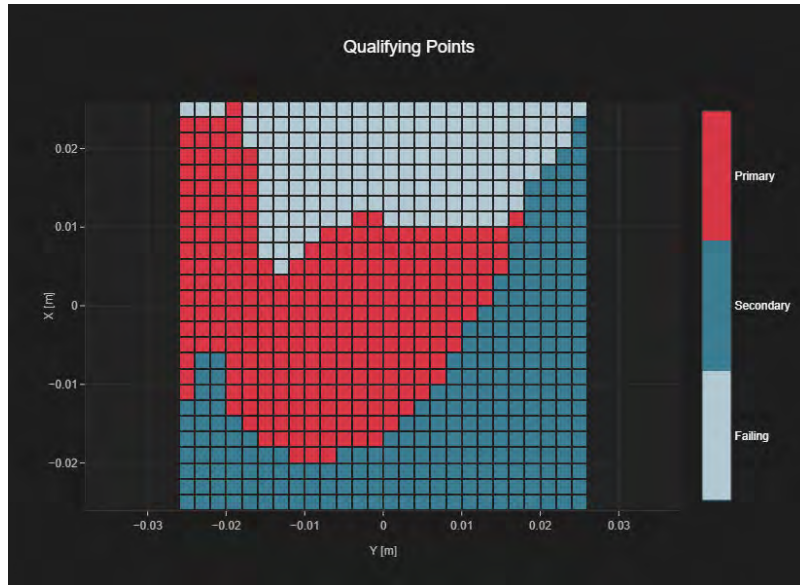 Qualifying Points
Primary
0.02
0.01
Secondary
X [m]
0
−0.01
Failing
−0.02
−0.03
−0.02
−0.01
0
0.01
0.02
0.03
Y [m]